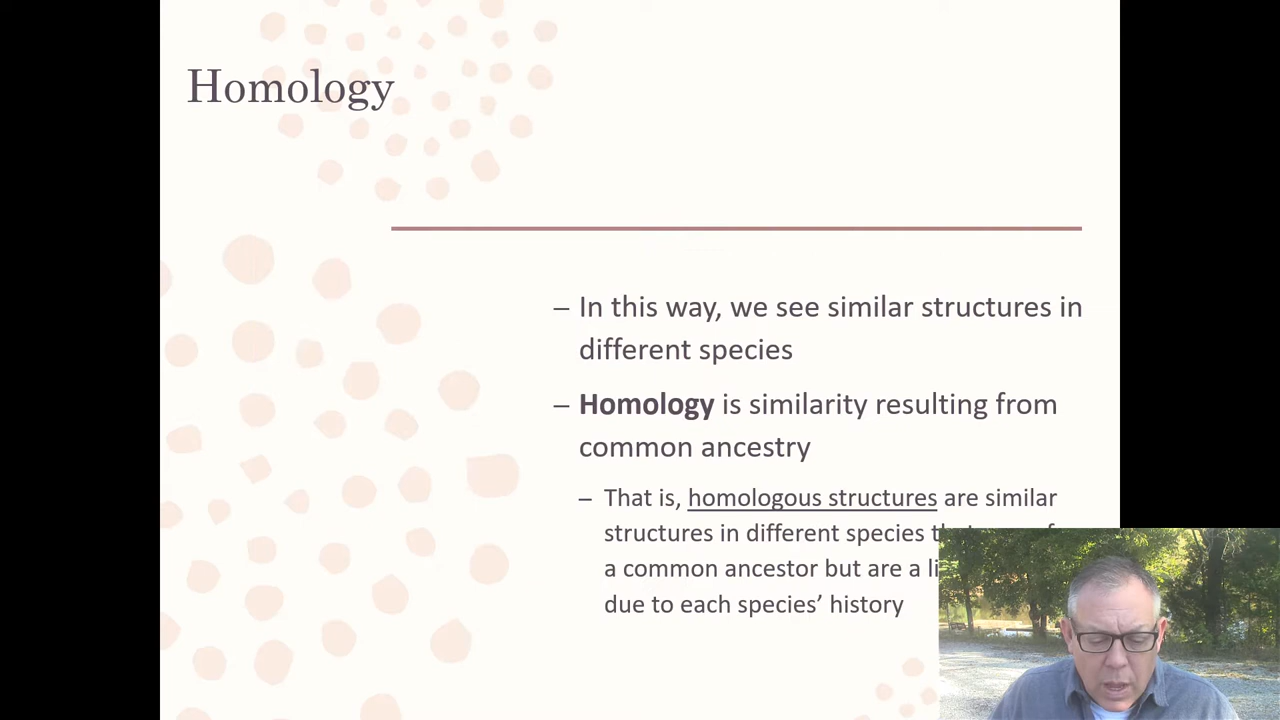 Homology
– In this way, we see similar structures in
different species
– Homology is similarity resulting from
common ancestry
– That is, homologous structures are similar
structures in different species
a common ancestor but are a
due to each species’ history